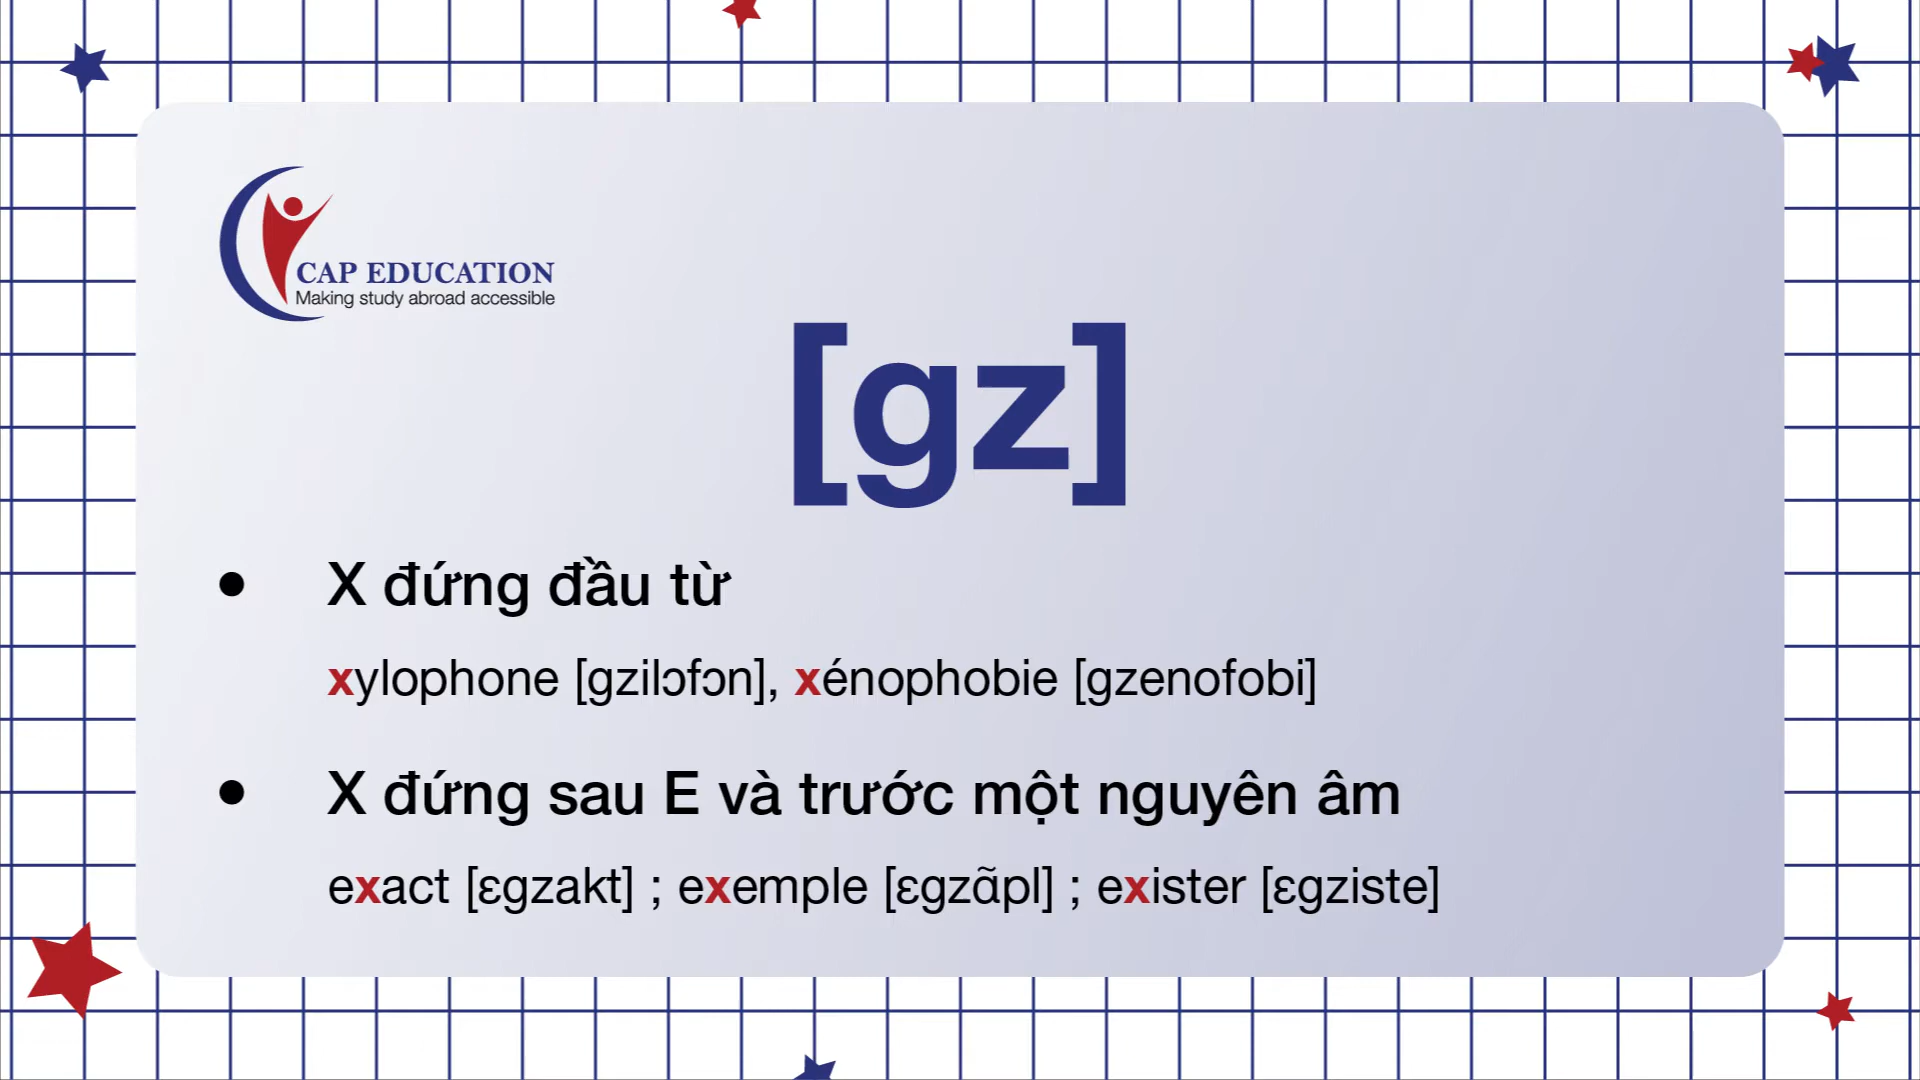 CAP EDUCATION
Making study abroad accessible
[gz]
• X đứng đầu từ
xylophone [gzilɔfɔn], xénophobie [gzenofobi]
• X đứng sau E và trước một nguyên âm
exact [ɛgzakt] ; exemple [ɛgzɑ̃pl] ; exister [ɛgziste]